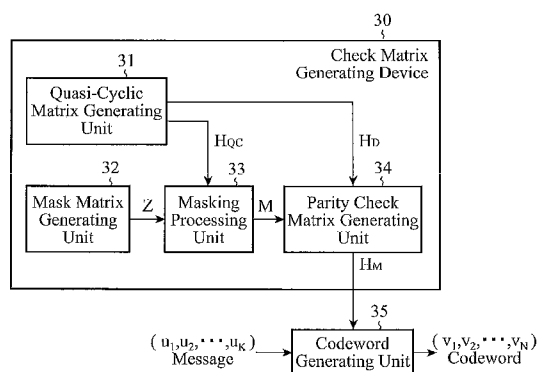 30
Check Matrix
Generating Device
31
Quasi-Cyclic
Matrix Generating
Unit
HQC
HD
32
Mask Matrix
Generating
Unit
Z
33
Masking
Processing
Unit
M
34
Parity Check
Matrix Generating
Unit
HM
35
(u1,u2,···,uK)
Message
Codeword
Generating Unit
(v1,v2,···,vN)
Codeword